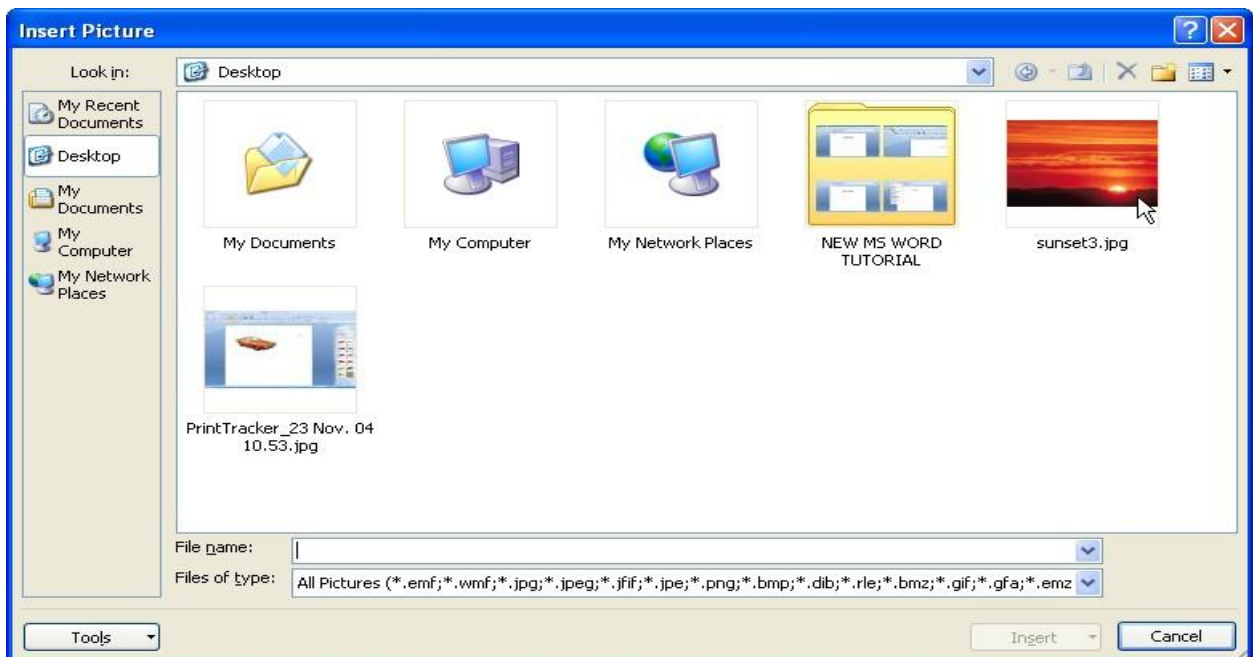 Insert Picture
Look in:
Desktop
My Recent
Documents
Desktop
My
Documents
My
Computer
My Network
Places
My Documents
My Computer
My Network Places
NEW MS WORD
TUTORIAL
sunset3.jpg
PrintTracker_23 Nov. 04
10.53.jpg
File name:
Files of type:
All Pictures (*.emf;*.wmf;*.jpg;*.jpeg;*.jfif;*.jpe;*.png;*.bmp;*.dib;*.rle;*.bmz;*.gif;*.gfa;*.emz
Tools
Insert
Cancel